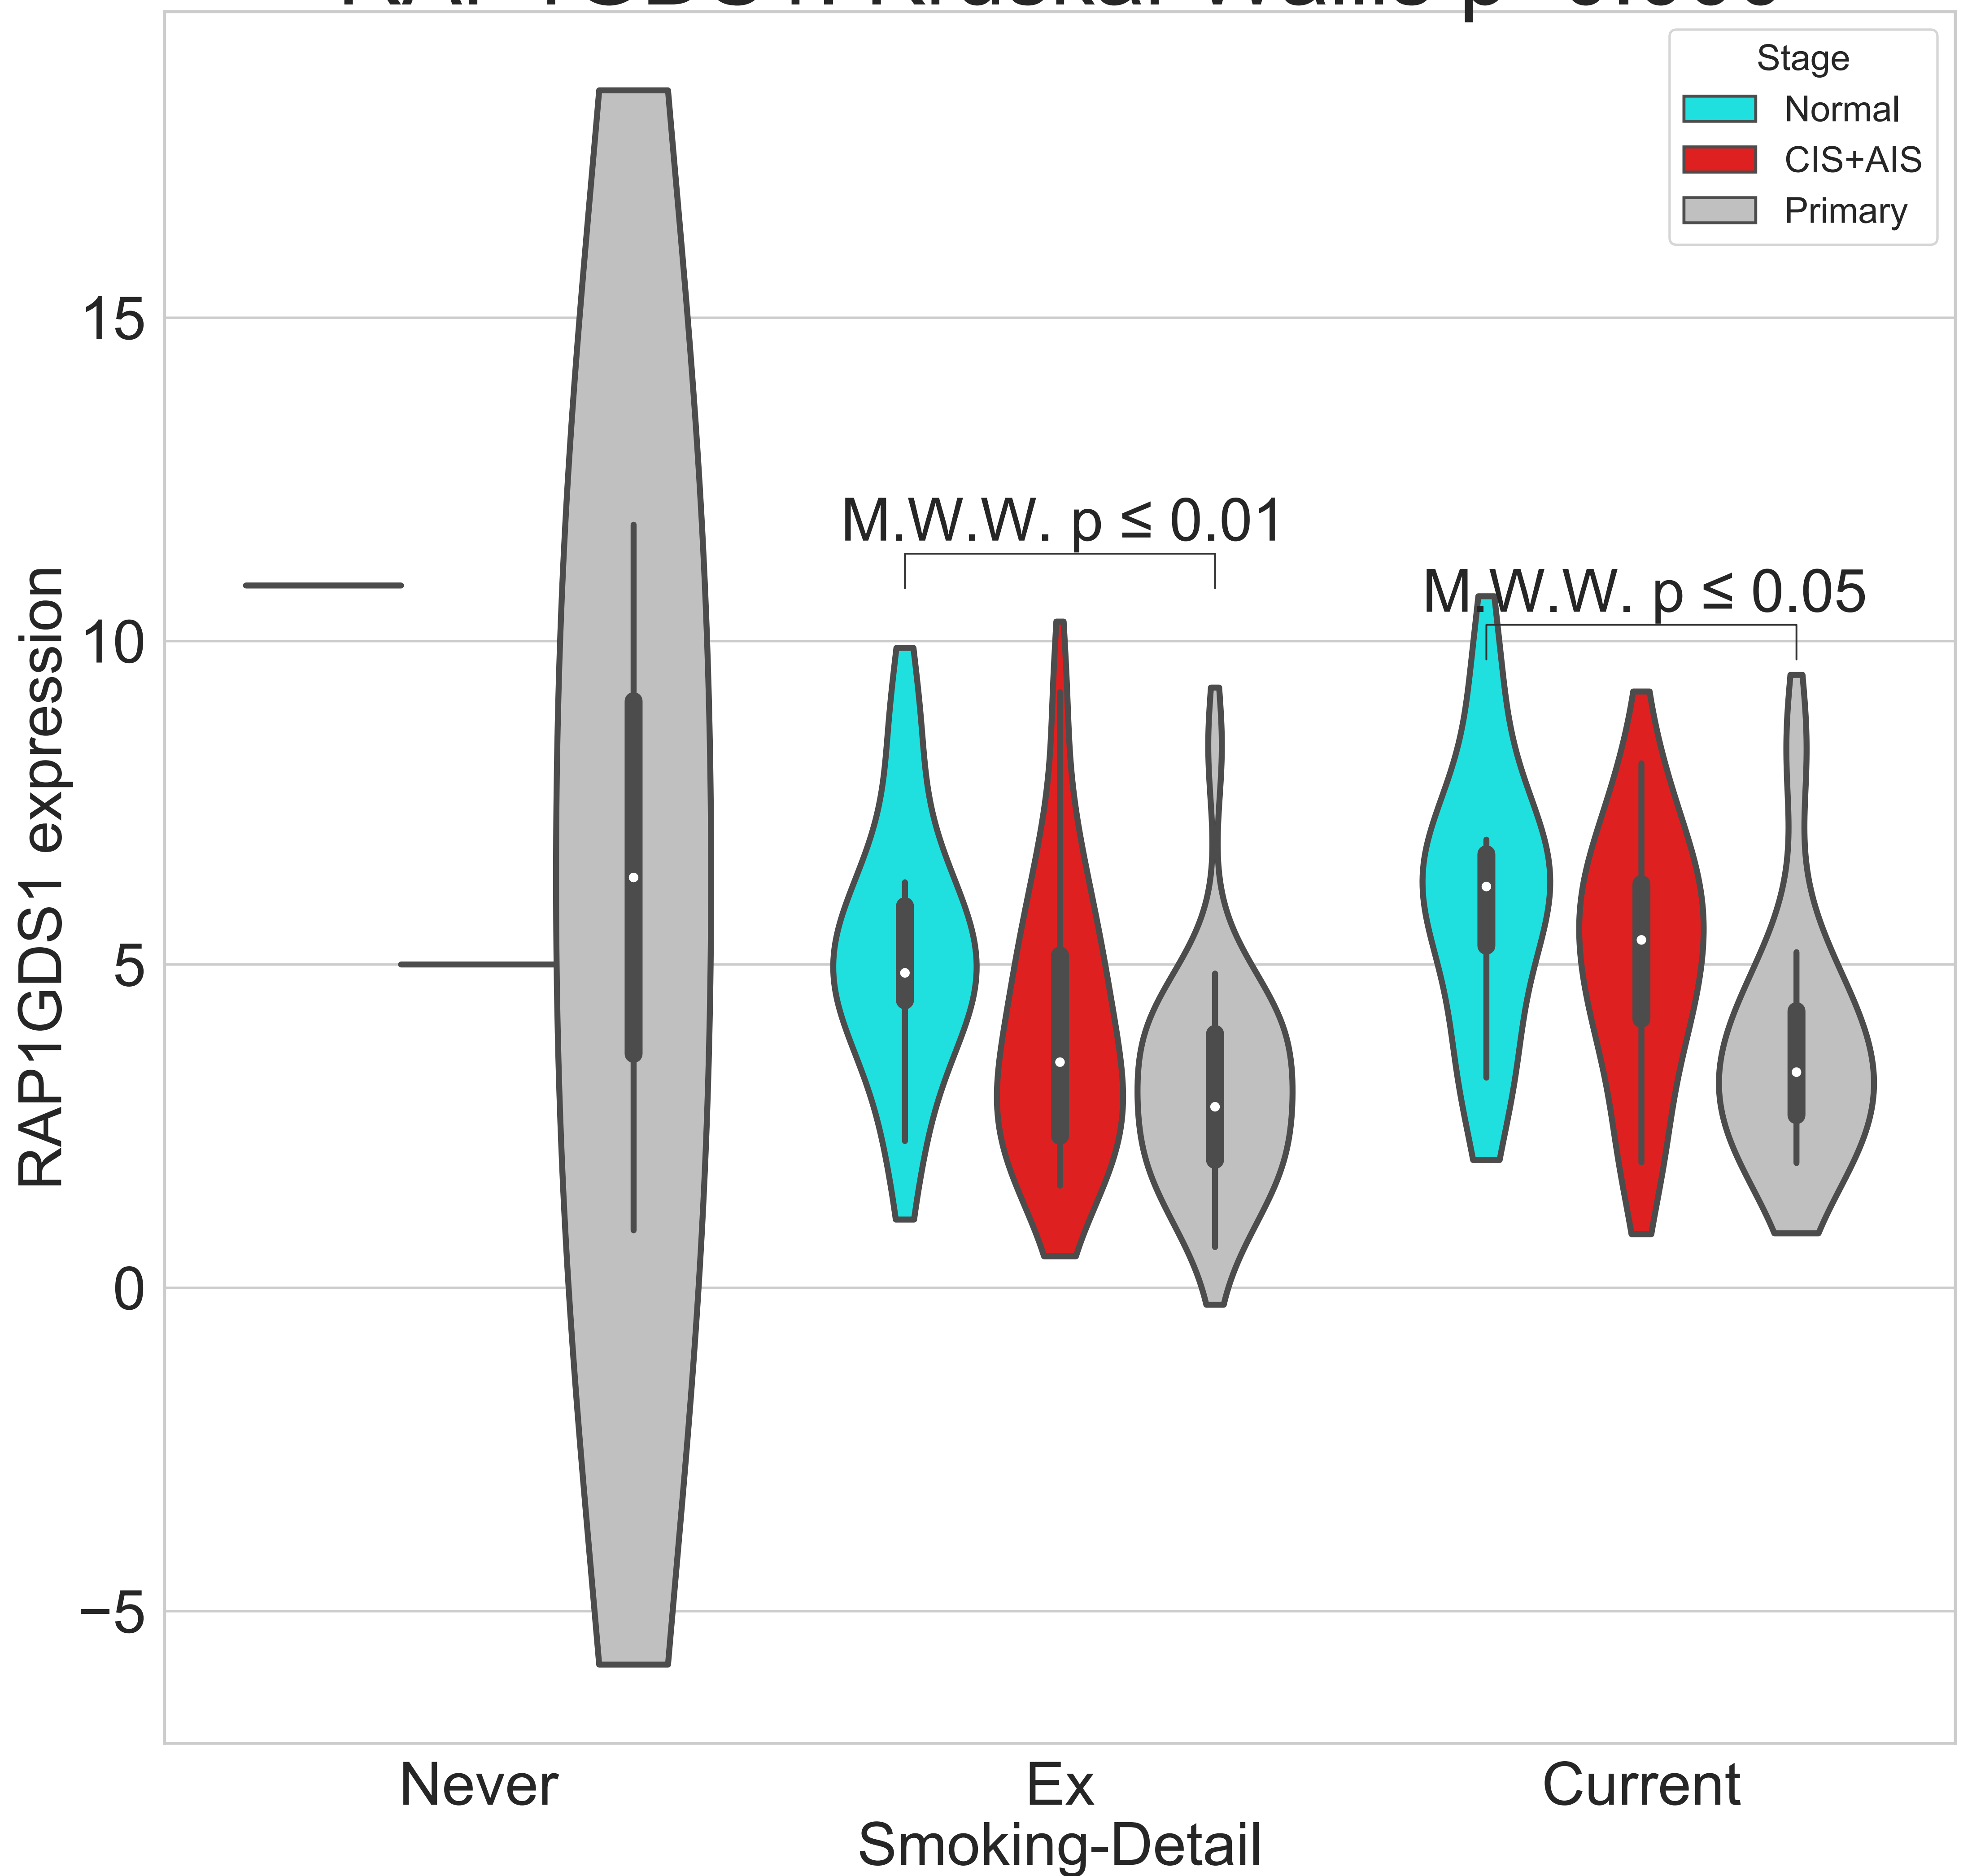 Stage
Normal
CIS+AIS
Primary
15
10
5
0
−5
RAP1GDS1 expression
M.W.W. p ≤ 0.01
M.W.W. p ≤ 0.05
Never
Ex
Current
Smoking-Detail